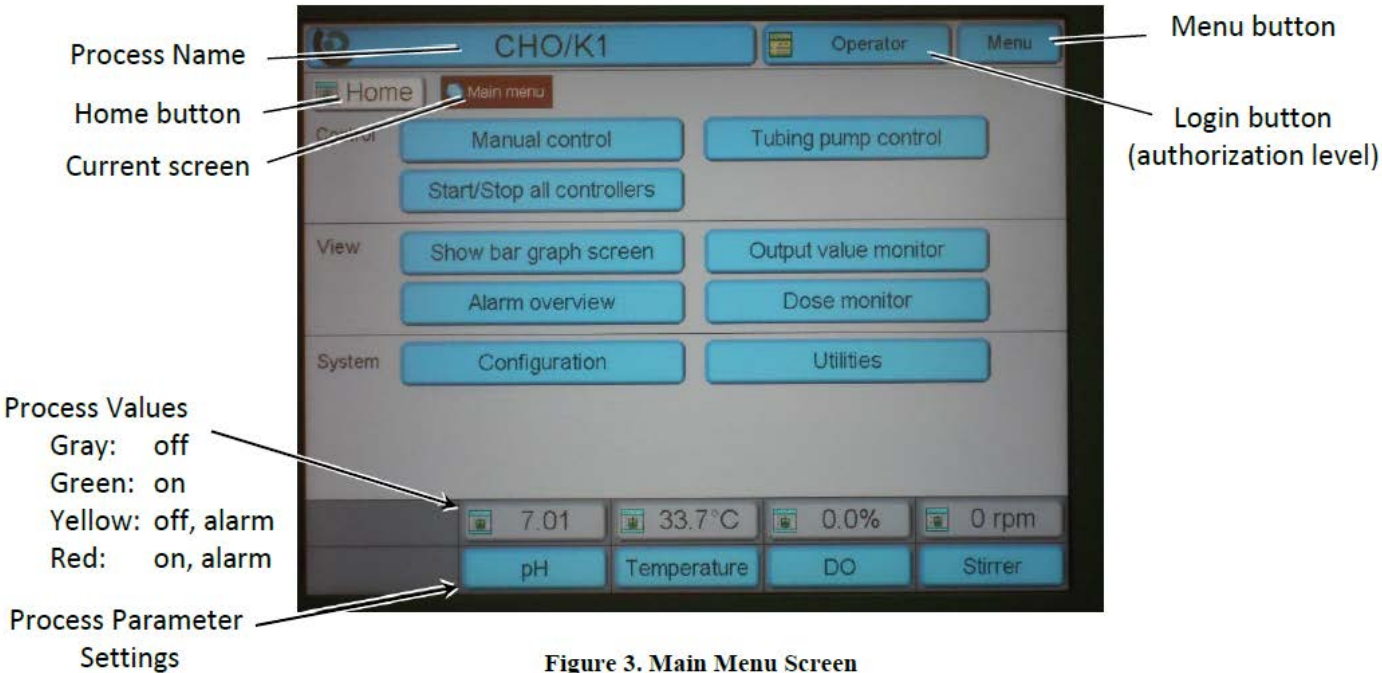 Process Name
CHO/K1
Operator
Menu
Menu button
Home button
Home
Main menu
Login button
(authorization level)
Current screen
Control
Manual control
Tubing pump control
Start/Stop all controllers
View
Show bar graph screen
Output value monitor
Alarm overview
Dose monitor
System
Configuration
Utilities
Process Values
Gray: off
Green: on
Yellow: off, alarm
Red: on, alarm
7.01
33.7°C
0.0%
0 rpm
pH
Temperature
DO
Stirrer
Process Parameter
Settings
Figure 3. Main Menu Screen